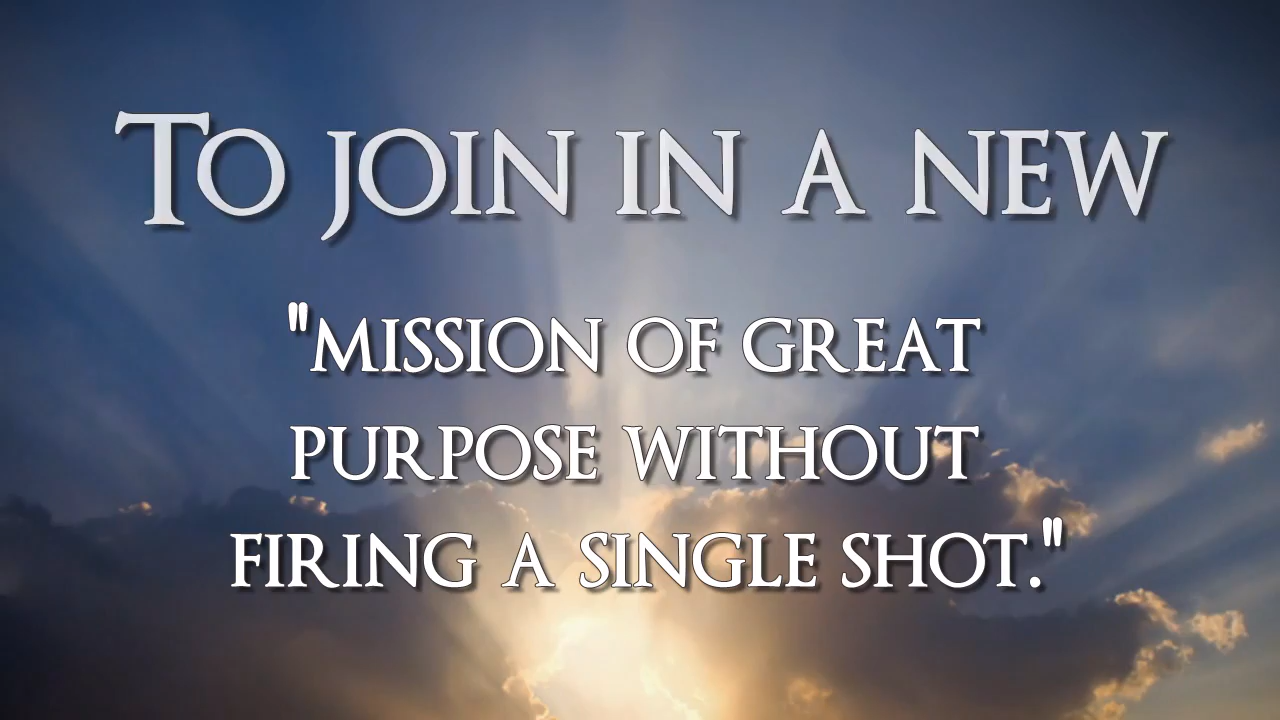 To join in a new
"mission of great
purpose without
firing a single shot."